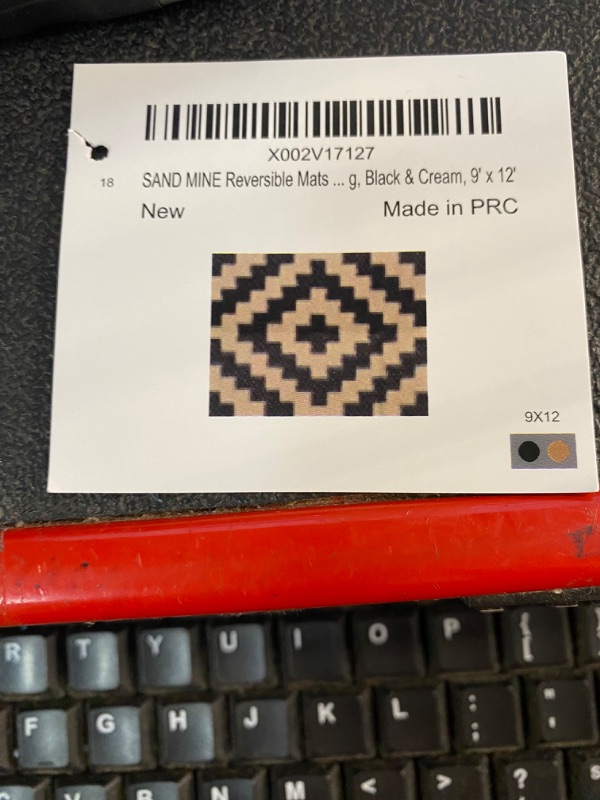 X002V17127
18 SAND MINE Reversible Mats ... g, Black & Cream, 9' x 12'
New Made in PRC
9X12
R T Y U I O P { [
F G H J K L : ; " '
V B N M < > ?